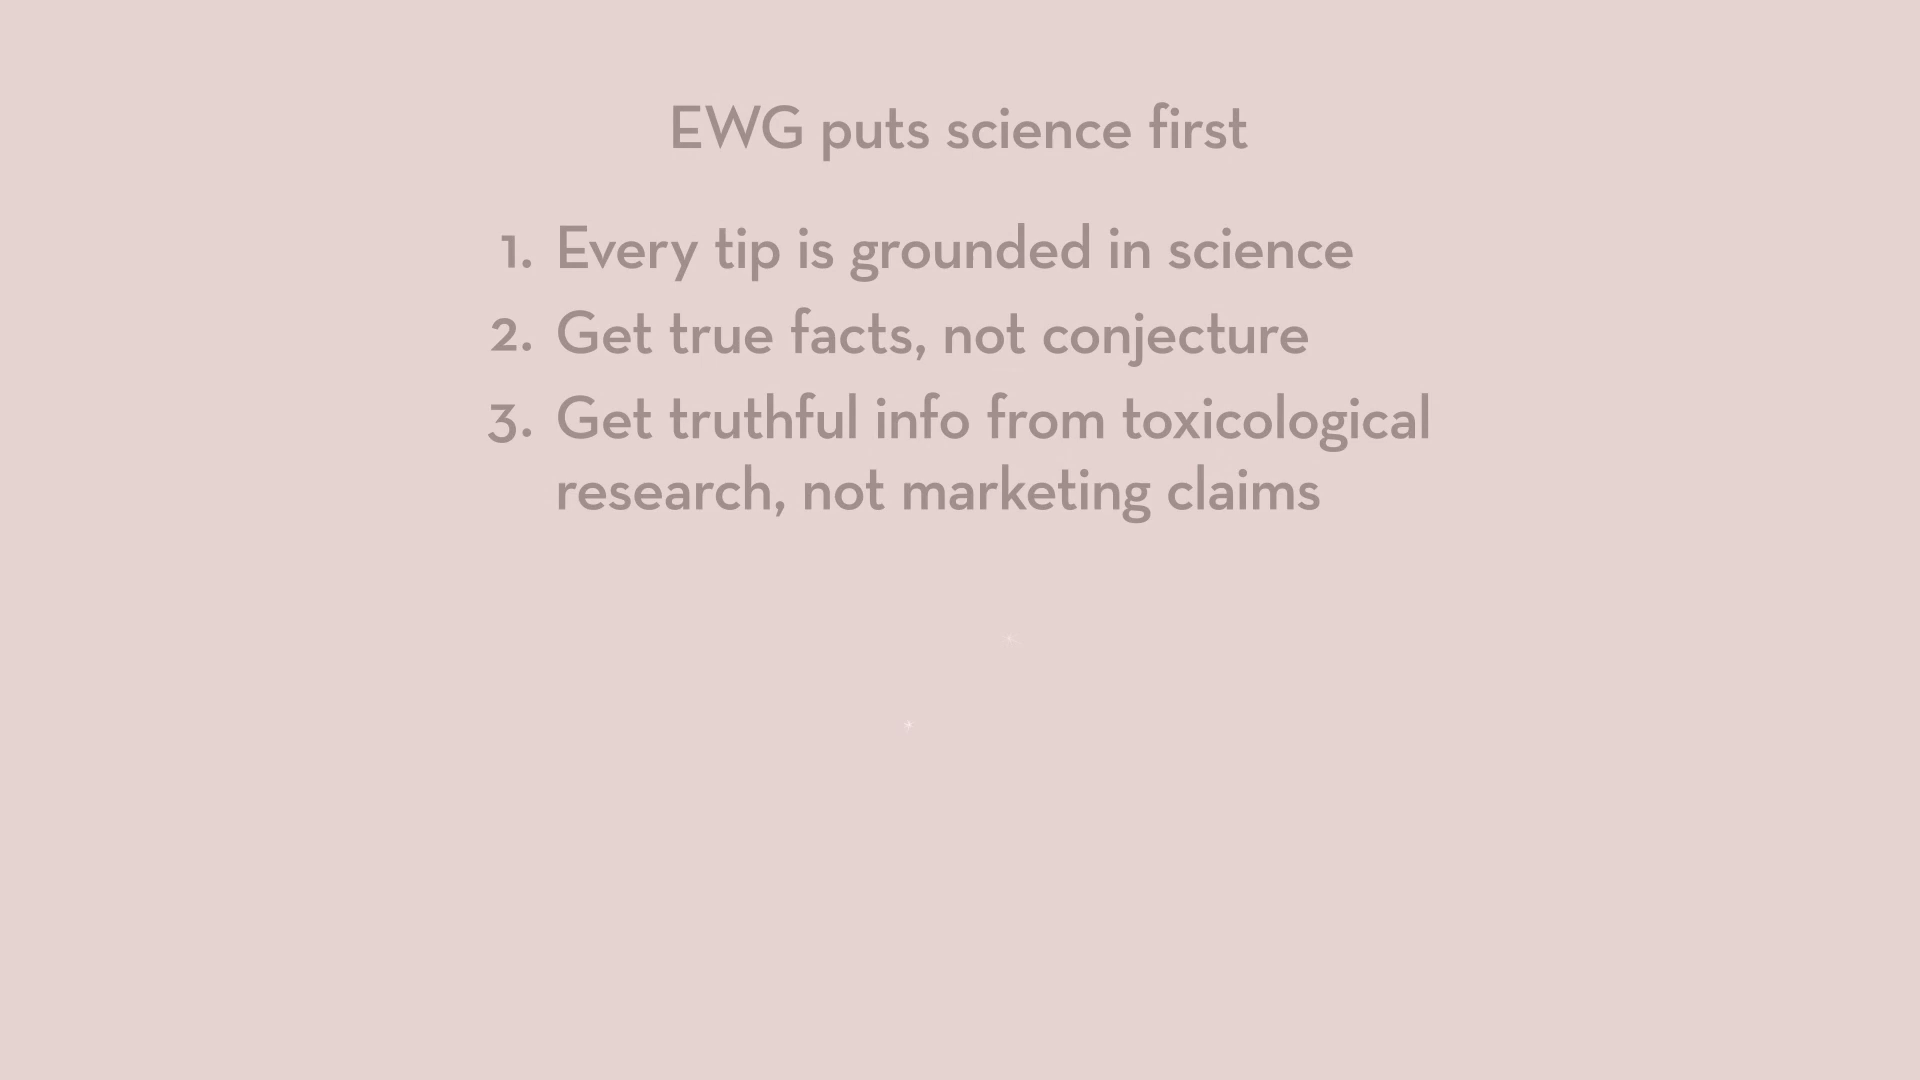 EWG puts science first
1. Every tip is grounded in science
2. Get true facts, not conjecture
3. Get truthful info from toxicological
research, not marketing claims